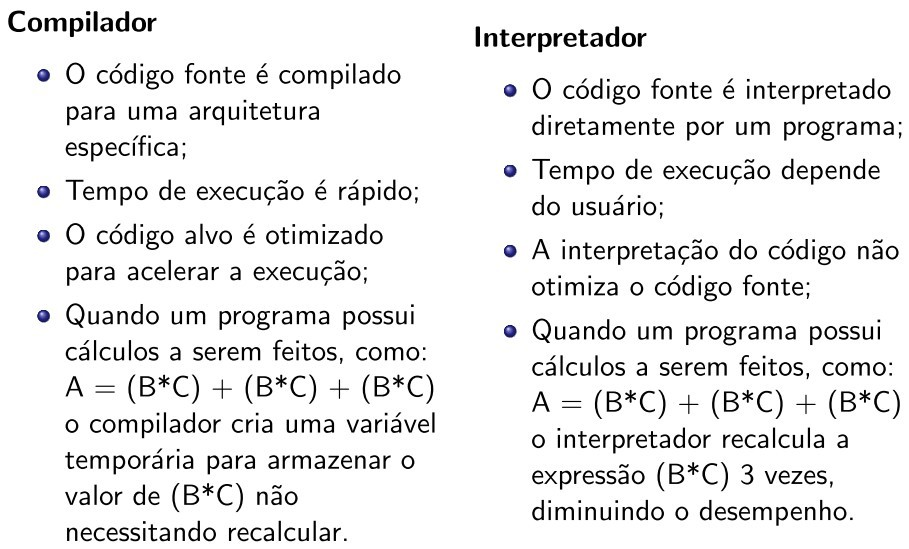 Compilador
O código fonte é compilado
para uma arquitetura
específica;
Tempo de execução é rápido;
O código alvo é otimizado
para acelerar a execução;
Quando um programa possui
cálculos a serem feitos, como:
A = (B*C) + (B*C) + (B*C)
o compilador cria uma variável
temporária para armazenar o
valor de (B*C) não
necessitando recalcular.
Interpretador
O código fonte é interpretado
diretamente por um programa;
Tempo de execução depende
do usuário;
A interpretação do código não
otimiza o código fonte;
Quando um programa possui
cálculos a serem feitos, como:
A = (B*C) + (B*C) + (B*C)
o interpretador recalcula a
expressão (B*C) 3 vezes,
diminuindo o desempenho.